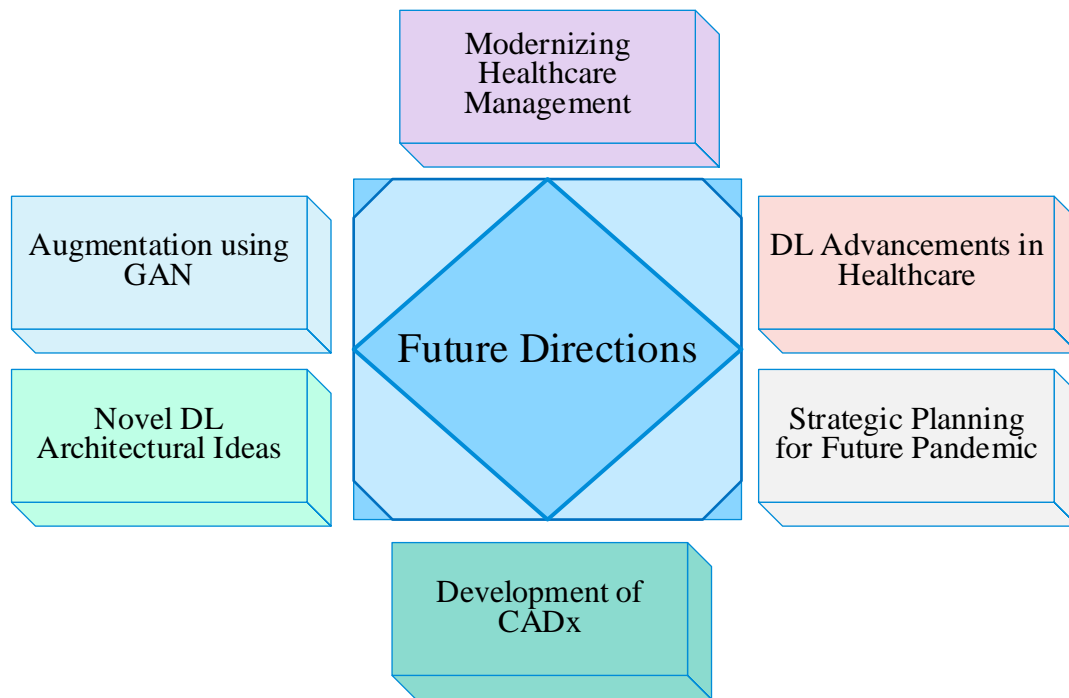 Modernizing
Healthcare
Management
Augmentation using
GAN
DL Advancements in
Healthcare
Future Directions
Novel DL
Architectural Ideas
Strategic Planning
for Future Pandemic
Development of
CADx